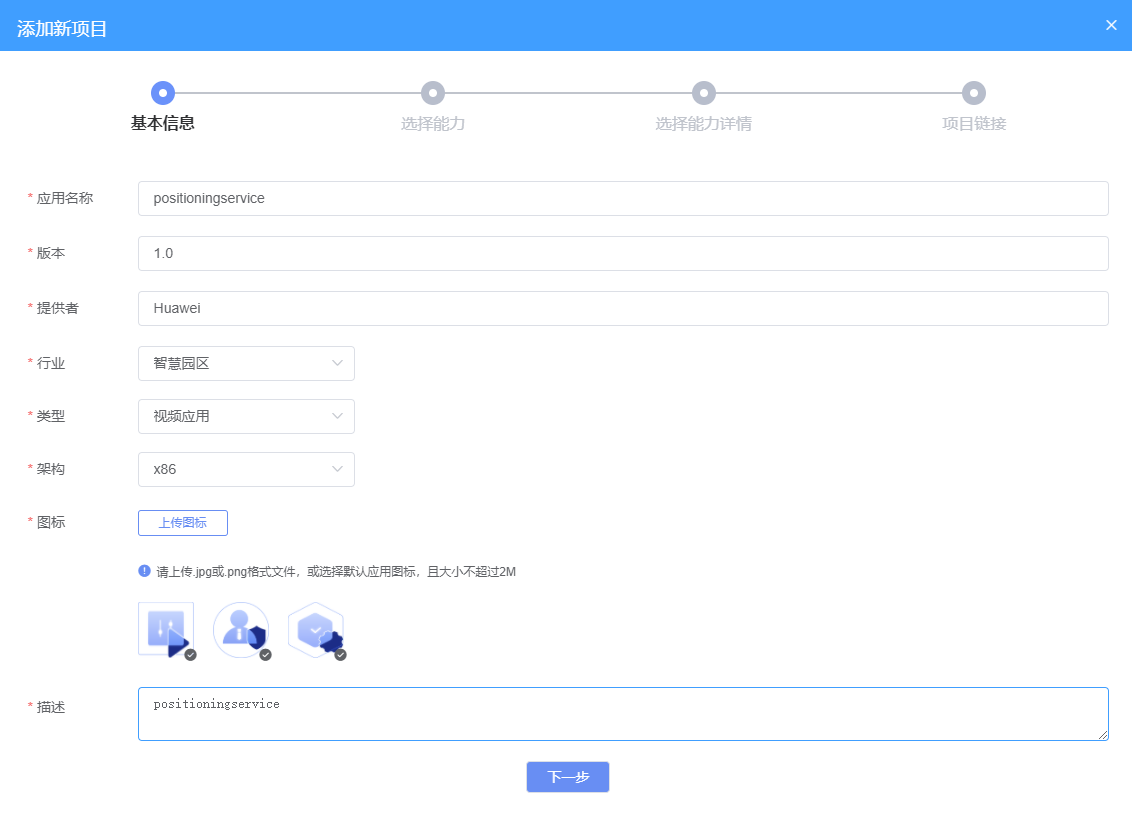 添加新项目
基本信息 选择能力 选择能力详情 项目链接
* 应用名称 positioningservice
* 版本 1.0
* 提供者 Huawei
* 行业 智慧园区
* 类型 视频应用
* 架构 x86
* 图标 上传图标
请上传.jpg或.png格式文件，或选择默认应用图标，且大小不超过2M
* 描述 positioningservice
下一步